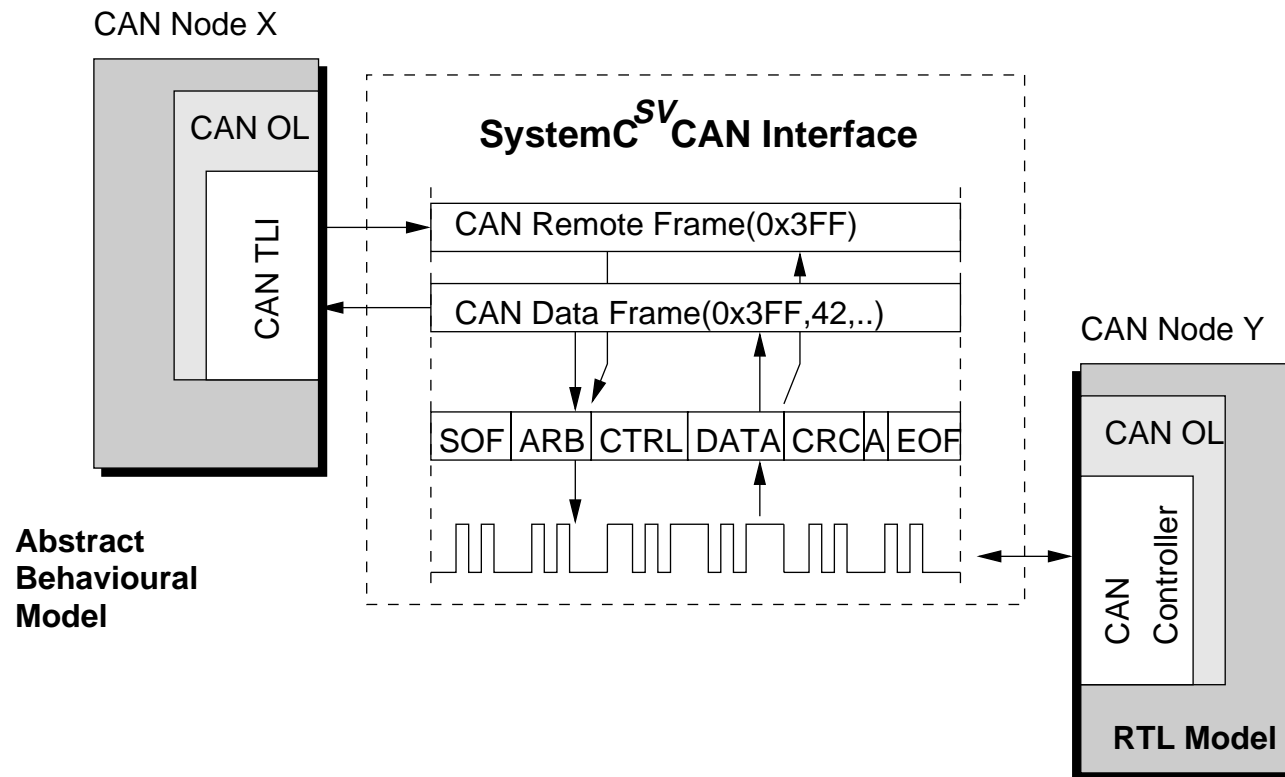 CAN Node X
CAN OL
CAN TLI
SystemC SV CAN Interface
CAN Remote Frame(0x3FF)
CAN Data Frame(0x3FF,42,..)
SOF ARB CTRL DATA CRC A EOF
Abstract
Behavioural
Model
CAN Node Y
CAN OL
CAN
Controller
RTL Model